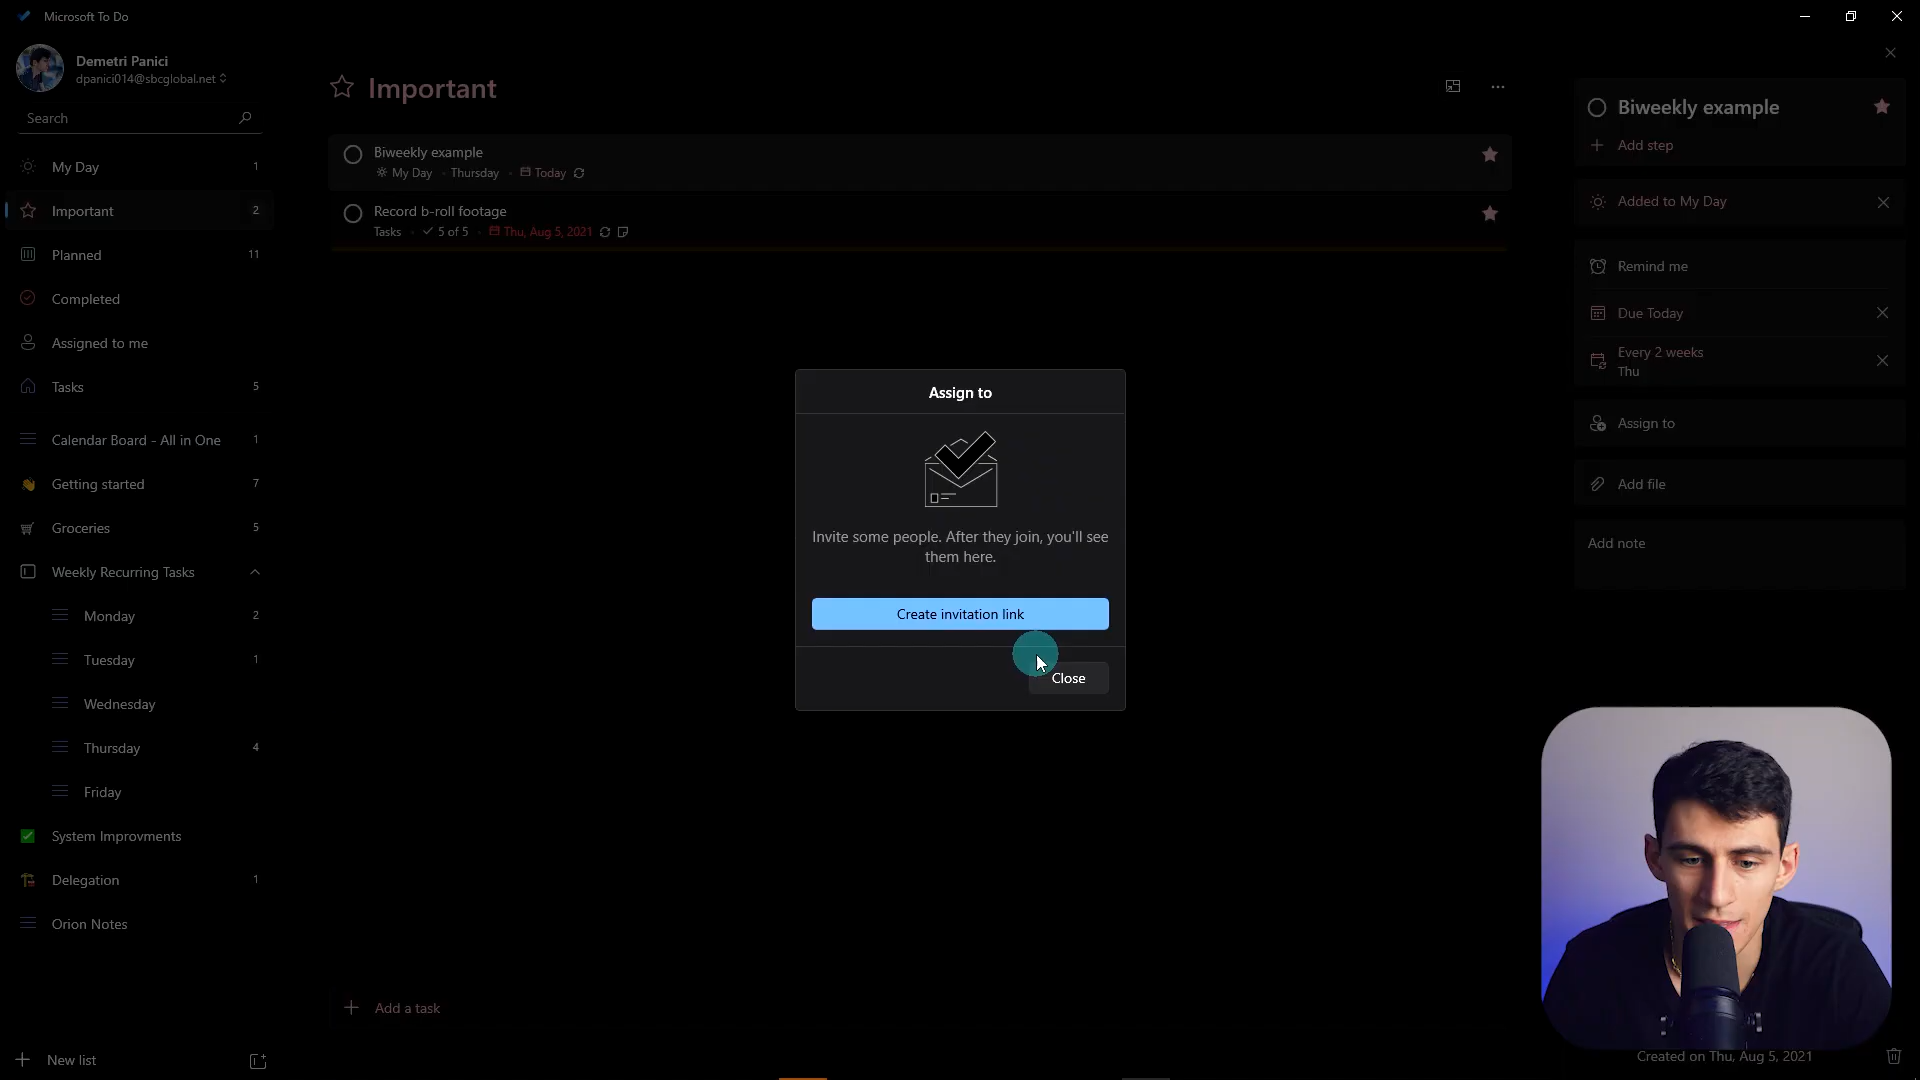 Microsoft To Do
Demetri Panici
dpanici014@sbcglobal.net
Search
My Day 1
Important 2
Planned 11
Completed
Assigned to me
Tasks 5
Calendar Board - All in One 1
Getting started 7
Groceries 5
Weekly Recurring Tasks
Monday 2
Tuesday 1
Wednesday
Thursday 4
Friday
System Improvments
Delegation 1
Orion Notes
New list
Important
Biweekly example
My Day · Thursday · Today
Record b-roll footage
Tasks · 5 of 5 · Thu, Aug 5, 2021
Add a task
Assign to
Invite some people. After they join, you'll see
them here.
Create invitation link
Close
Biweekly example
Add step
Added to My Day
Remind me
Due Today
Every 2 weeks
Thu
Assign to
Add file
Add note
Created on Thu, Aug 5, 2021